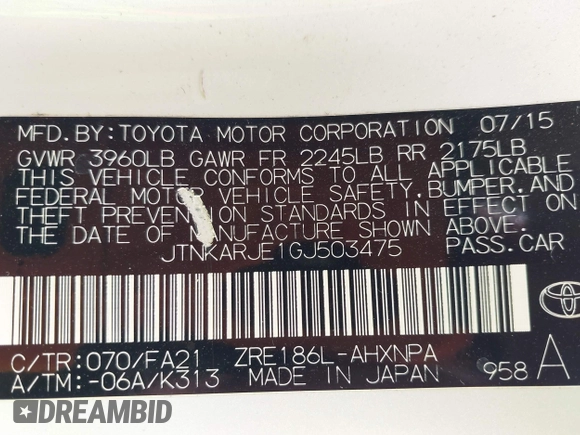 MFD. BY: TOYOTA MOTOR CORPORATION 07/15
GVWR 3960LB GAWR FR 2245LB RR 2175LB
THIS VEHICLE CONFORMS TO ALL APPLICABLE
FEDERAL MOTOR VEHICLE SAFETY, BUMPER, AND
THEFT PREVENTION STANDARDS IN EFFECT ON
THE DATE OF MANUFACTURE SHOWN ABOVE.
JTNKARJE1GJ503475 PASS. CAR
C/TR: 070/FA21 ZRE186L-AHXNPA
A/TM: -06A/K313 MADE IN JAPAN 958 A
TOYOTA
DREAMBID